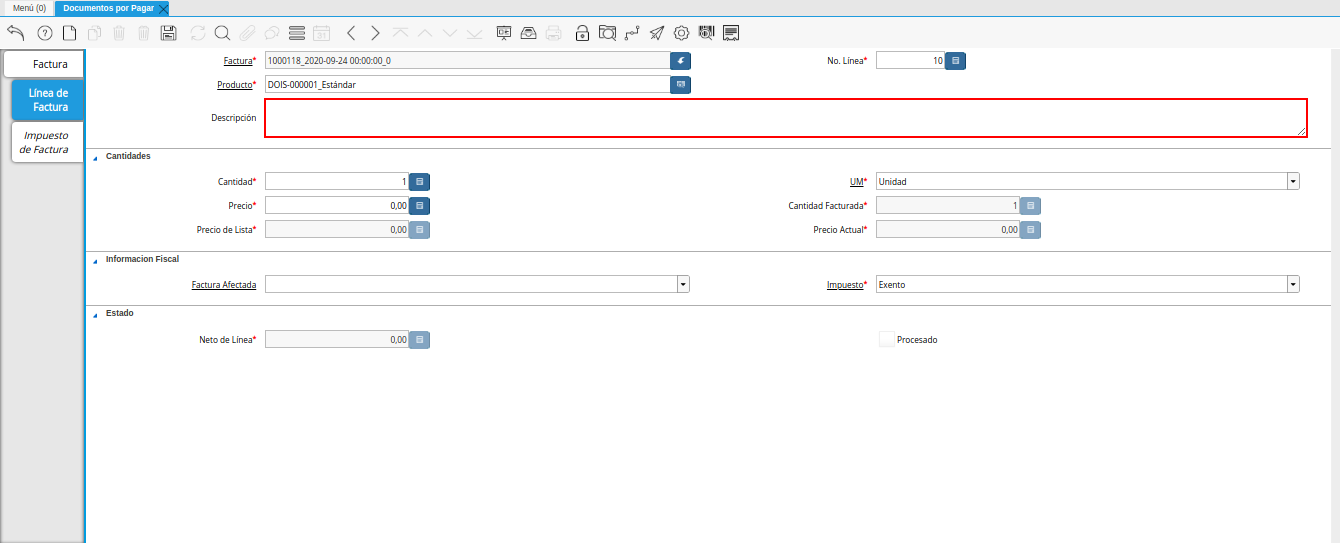 Menú (0)
Documentos por Pagar
Factura
Línea de
Factura
Impuesto
de Factura
Factura* 1000118_2020-09-24 00:00:00_0 No. Línea* 10
Producto* DOIS-000001_Estándar
Descripción
Cantidades
Cantidad* 1 UM* Unidad
Precio* 0,00 Cantidad Facturada* 1
Precio de Lista* 0,00 Precio Actual* 0,00
Informacion Fiscal
Factura Afectada Impuesto* Exento
Estado
Neto de Línea* 0,00 Procesado